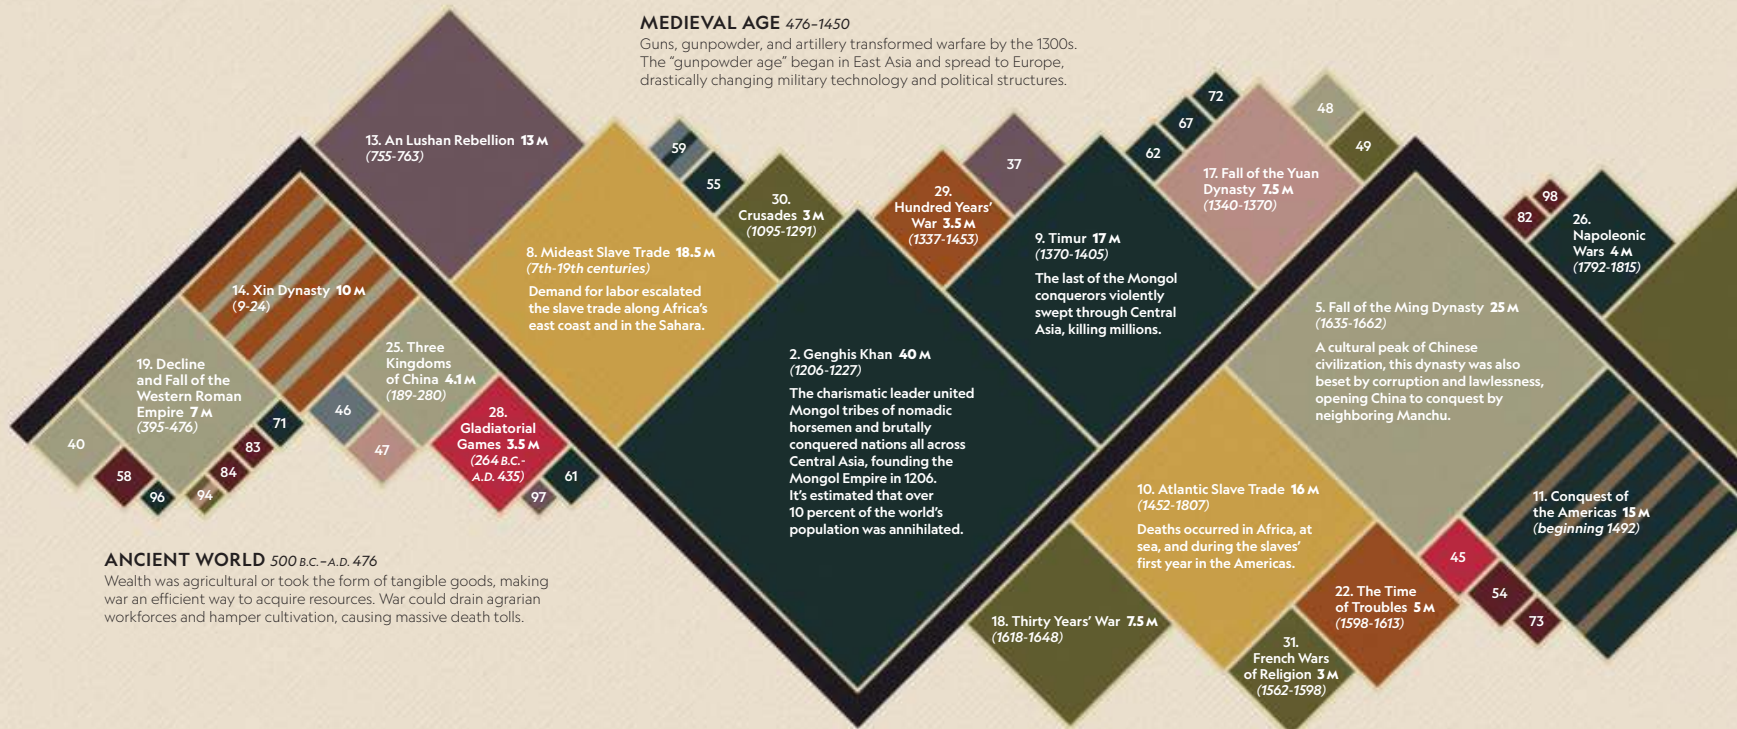 MEDIEVAL AGE 476–1450
Guns, gunpowder, and artillery transformed warfare by the 1300s.
The “gunpowder age” began in East Asia and spread to Europe,
drastically changing military technology and political structures.
13. An Lushan Rebellion 13 M
(755-763)
14. Xin Dynasty 10 M
(9-24)
19. Decline
and Fall of the
Western Roman
Empire 7 M
(395-476)
40
58
96
94
84
83
71
25. Three
Kingdoms
of China 4.1 M
(189-280)
46
47
28.
Gladiatorial
Games 3.5 M
(264 B.C.-
A.D. 435)
97
61
ANCIENT WORLD 500 B.C.–A.D. 476
Wealth was agricultural or took the form of tangible goods, making
war an efficient way to acquire resources. War could drain agrarian
workforces and hamper cultivation, causing massive death tolls.
8. Mideast Slave Trade 18.5 M
(7th-19th centuries)
Demand for labor escalated
the slave trade along Africa’s
east coast and in the Sahara.
59
55
30.
Crusades 3 M
(1095-1291)
2. Genghis Khan 40 M
(1206-1227)
The charismatic leader united
Mongol tribes of nomadic
horsemen and brutally
conquered nations all across
Central Asia, founding the
Mongol Empire in 1206.
It’s estimated that over
10 percent of the world’s
population was annihilated.
29.
Hundred Years’
War 3.5 M
(1337-1453)
37
9. Timur 17 M
(1370-1405)
The last of the Mongol
conquerors violently
swept through Central
Asia, killing millions.
62
67
72
17. Fall of the Yuan
Dynasty 7.5 M
(1340-1370)
48
49
18. Thirty Years’ War 7.5 M
(1618-1648)
10. Atlantic Slave Trade 16 M
(1452-1807)
Deaths occurred in Africa, at
sea, and during the slaves’
first year in the Americas.
31.
French Wars
of Religion 3 M
(1562-1598)
22. The Time
of Troubles 5 M
(1598-1613)
5. Fall of the Ming Dynasty 25 M
(1635-1662)
A cultural peak of Chinese
civilization, this dynasty was also
beset by corruption and lawlessness,
opening China to conquest by
neighboring Manchu.
45
54
73
11. Conquest of
the Americas 15 M
(beginning 1492)
82
98
26.
Napoleonic
Wars 4 M
(1792-1815)